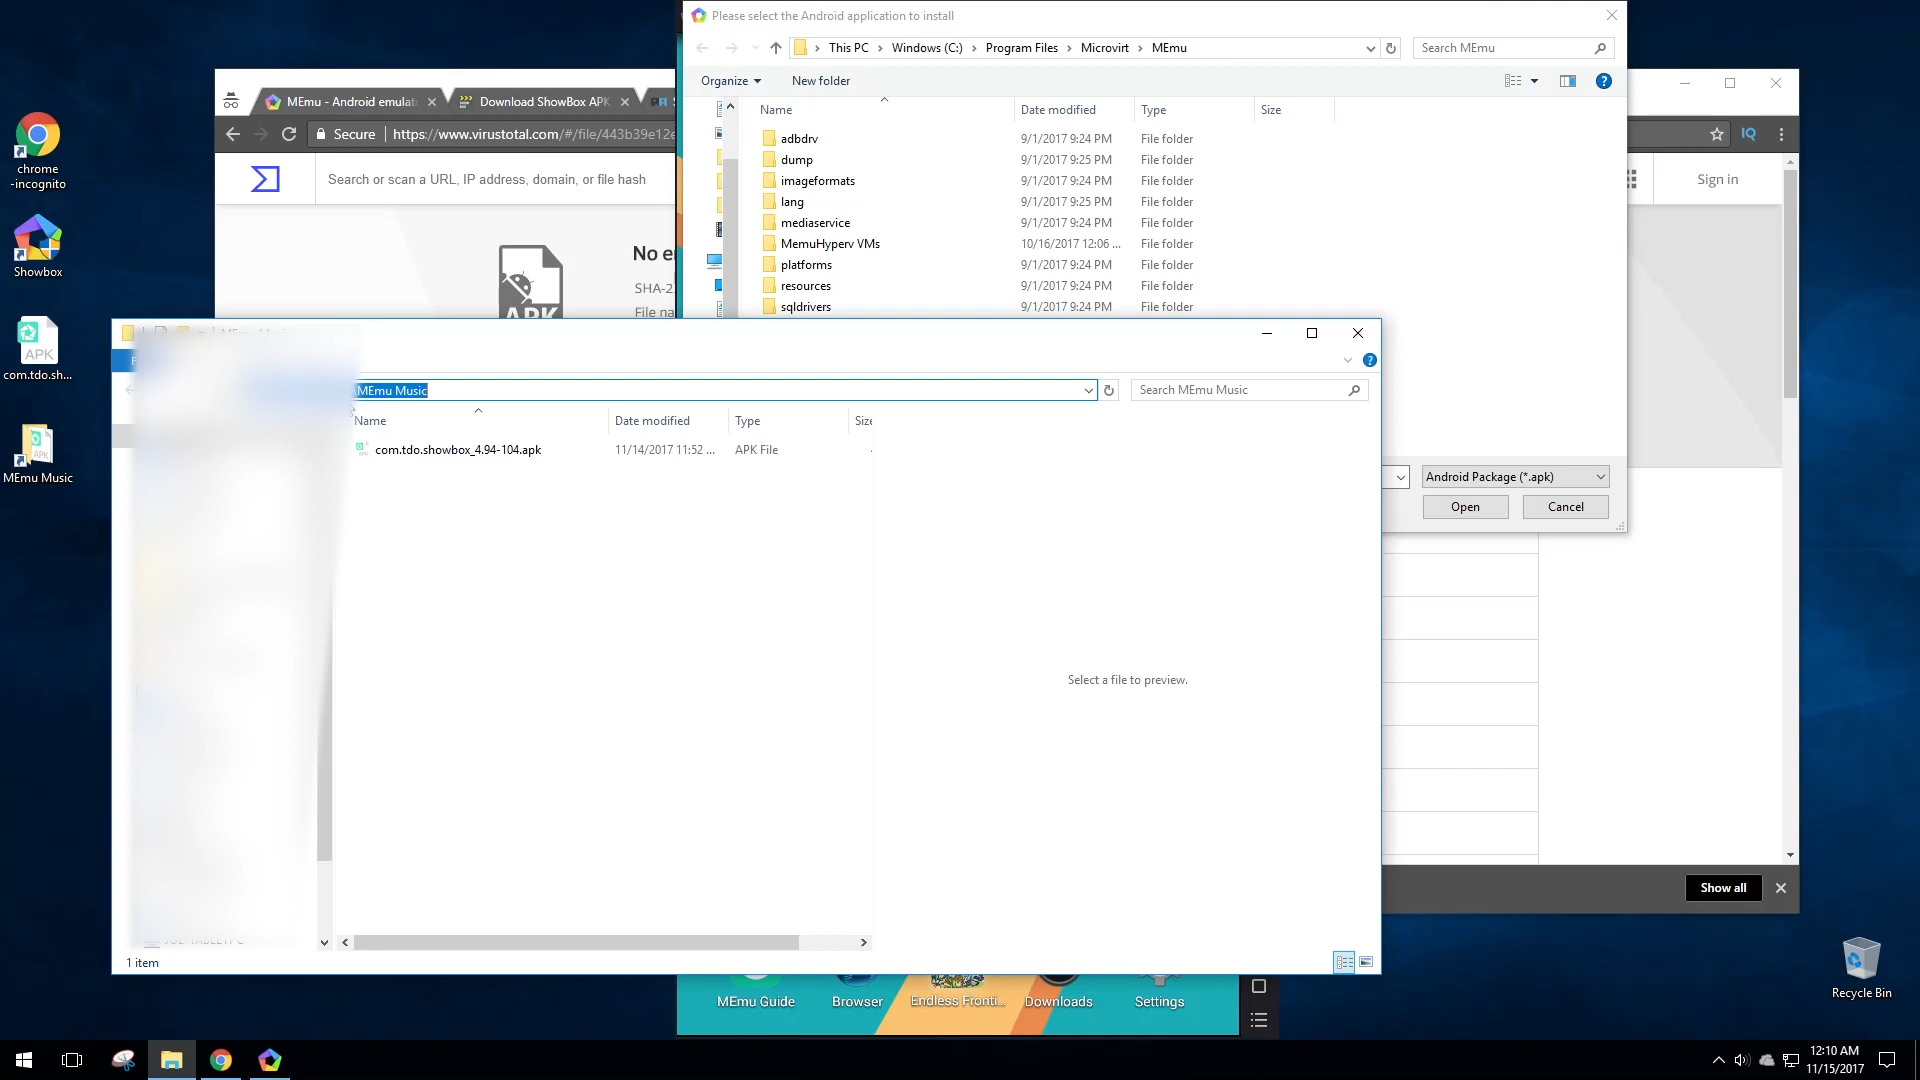 Please select the Android application to install
This PC > Windows (C:) > Program Files > Microvirt > MEmu
Search MEmu
Organize
New folder
Name
Date modified
Type
Size
adbdrv 9/1/2017 9:24 PM File folder
dump 9/1/2017 9:25 PM File folder
imageformats 9/1/2017 9:24 PM File folder
lang 9/1/2017 9:25 PM File folder
mediaservice 9/1/2017 9:24 PM File folder
MemuHyperv VMs 10/16/2017 12:06 ... File folder
platforms 9/1/2017 9:24 PM File folder
resources 9/1/2017 9:24 PM File folder
sqldrivers 9/1/2017 9:24 PM File folder
Android Package (*.apk)
Open
Cancel
MEmu - Android emulat
Download ShowBox APK
Secure
https://www.virustotal.com/#/file/443b39e12e
IQ
Search or scan a URL, IP address, domain, or file hash
Sign in
No e
SHA-2
File na
APK
MEmu Music
Search MEmu Music
Name
Date modified
Type
Size
com.tdo.showbox_4.94-104.apk 11/14/2017 11:52 ... APK File
Select a file to preview.
1 item
Show all
chrome
-incognito
Showbox
APK
com.tdo.sh...
MEmu Music
MEmu Guide
Browser
Endless Fronti...
Downloads
Settings
Recycle Bin
12:10 AM
11/15/2017